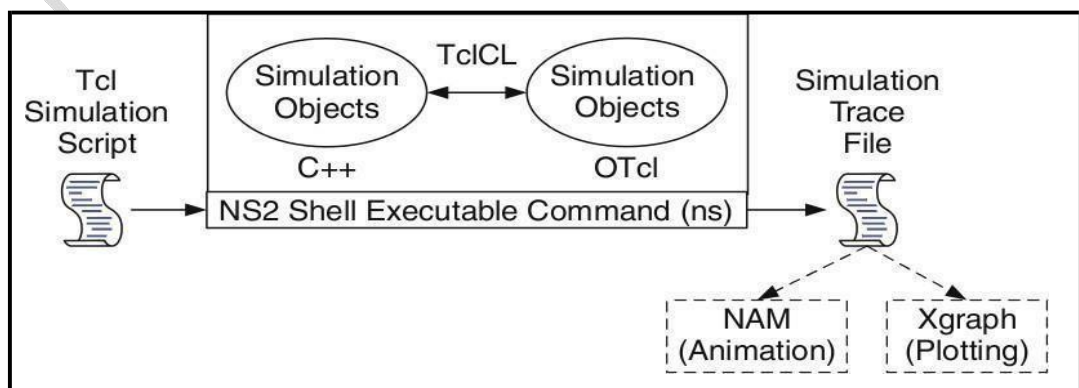 Tcl
Simulation
Script
TclCL
Simulation
Objects
Simulation
Objects
C++
OTcl
NS2 Shell Executable Command (ns)
Simulation
Trace
File
NAM
(Animation)
Xgraph
(Plotting)